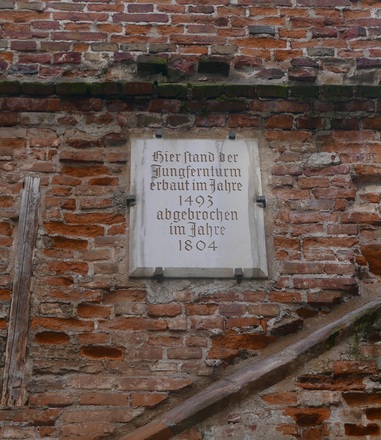 Hier stand der
Jungfernturm
erbaut im Jahre
1493
abgebrochen
im Jahre
1804